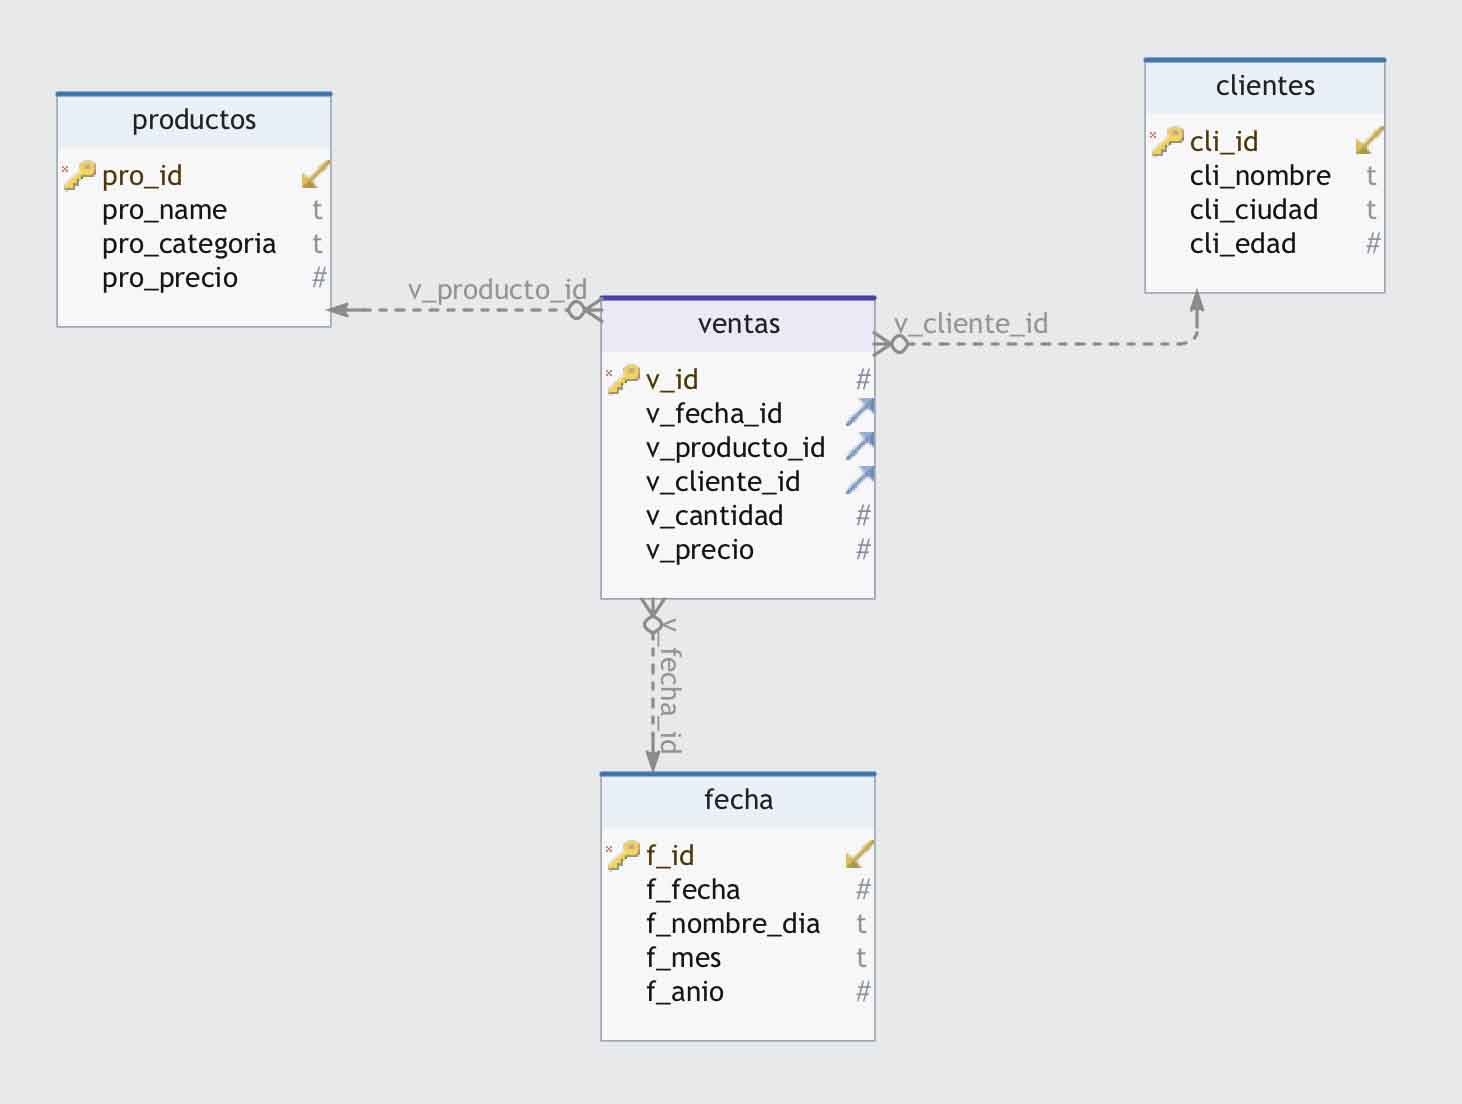 productos
pro_id
pro_name t
pro_categoria t
pro_precio #
clientes
cli_id
cli_nombre t
cli_ciudad t
cli_edad #
v_producto_id
v_cliente_id
ventas
v_id #
v_fecha_id
v_producto_id
v_cliente_id
v_cantidad #
v_precio #
v_fecha_id
fecha
f_id
f_fecha #
f_nombre_dia t
f_mes t
f_anio #